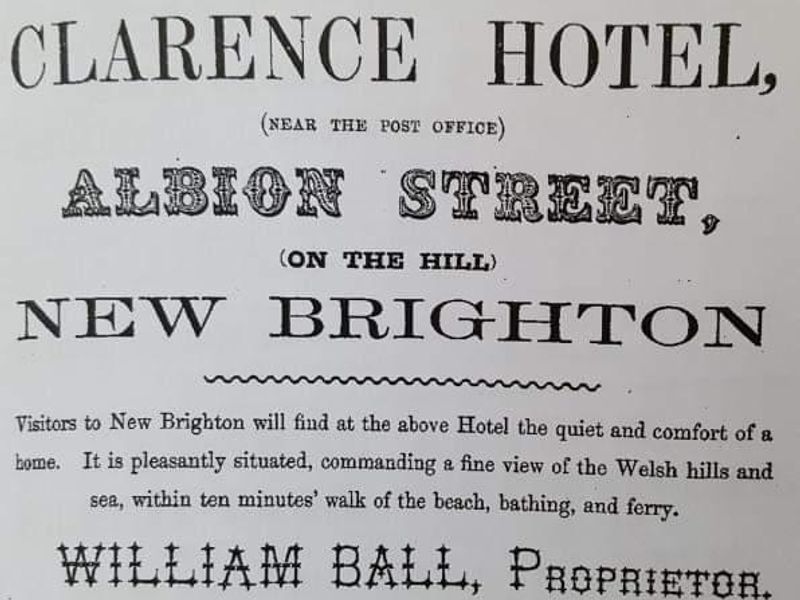 CLARENCE HOTEL,
(NEAR THE POST OFFICE)
ALBION STREET,
(ON THE HILL)
NEW BRIGHTON
Visitors to New Brighton will find at the above Hotel the quiet and comfort of a
home. It is pleasantly situated, commanding a fine view of the Welsh hills and
sea, within ten minutes' walk of the beach, bathing, and ferry.
WILLIAM BALL, PROPRIETOR.